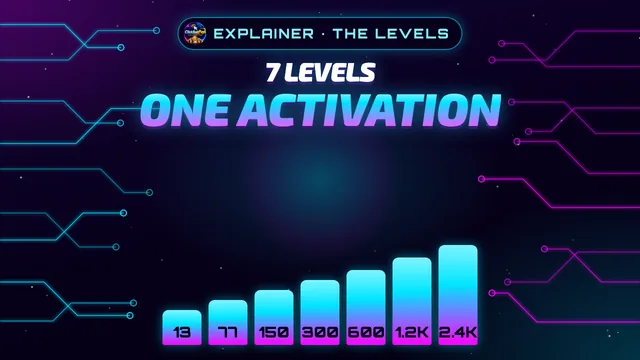 EXPLAINER · THE LEVELS
7 LEVELS
ONE ACTIVATION
13 77 150 300 600 1.2K 2.4K